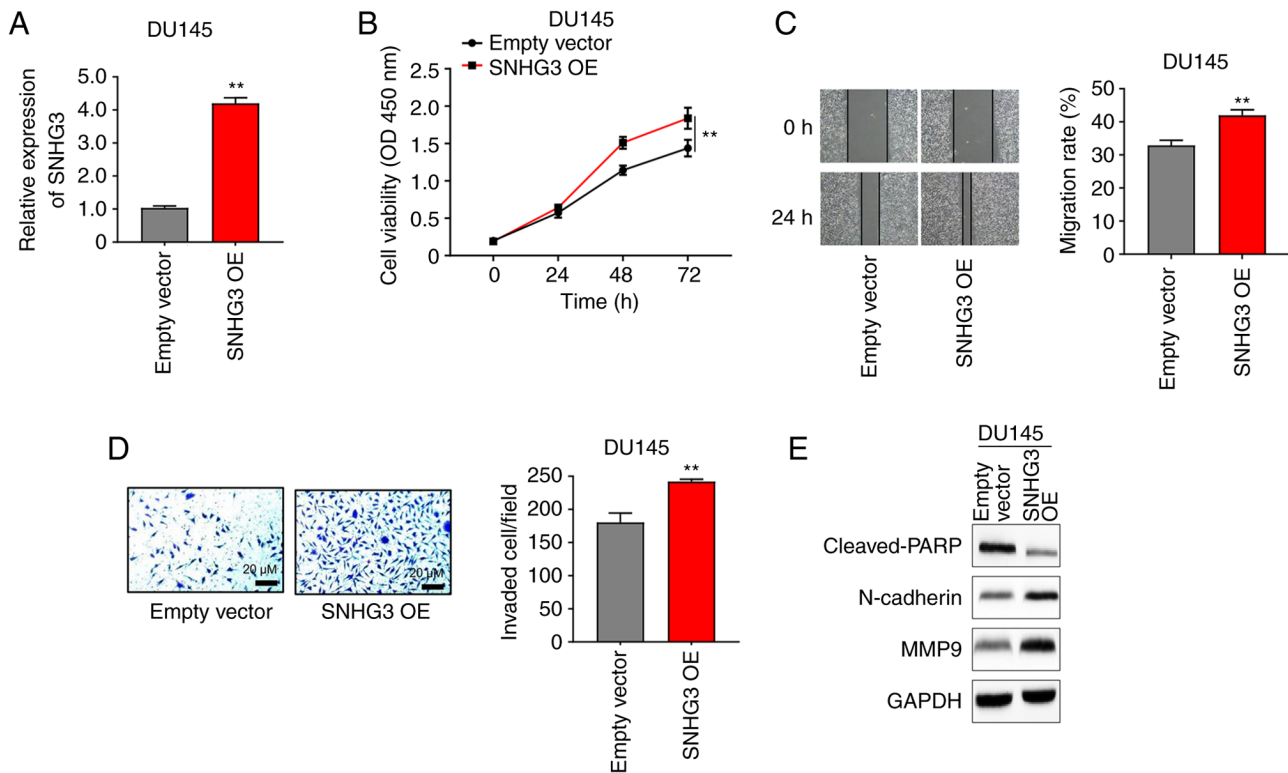 A
DU145
Relative expression
of SNHG3
5.0
4.0
3.0
2.0
1.0
0
**
Empty vector
SNHG3 OE
B
DU145
Empty vector
SNHG3 OE
Cell viability (OD 450 nm)
2.5
2.0
1.5
1.0
0.5
0
**
0
24
48
72
Time (h)
C
0 h
24 h
Empty vector
SNHG3 OE
DU145
Migration rate (%)
50
40
30
20
10
0
**
Empty vector
SNHG3 OE
D
20 µM
20 µM
Empty vector
SNHG3 OE
DU145
Invaded cell/field
250
200
150
200
150
50
0
**
Empty vector
SNHG3 OE
E
DU145
Empty
vector
SNHG3
OE
Cleaved-PARP
N-cadherin
MMP9
GAPDH